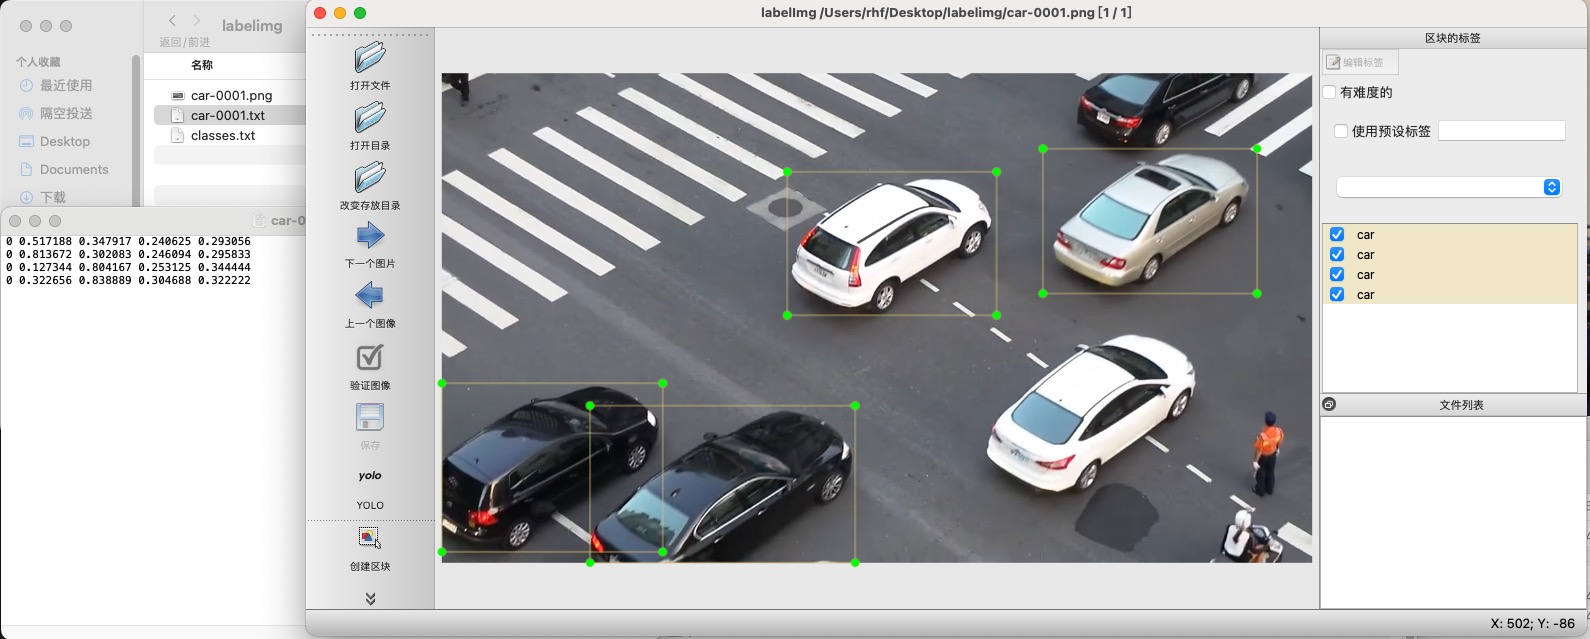 labelimg
返回/前进
个人收藏
最近使用
隔空投送
Desktop
Documents
下载
名称
car-0001.png
car-0001.txt
classes.txt
car-0
0 0.517188 0.347917 0.240625 0.293056
0 0.813672 0.302083 0.246094 0.295833
0 0.127344 0.804167 0.253125 0.344444
0 0.322656 0.838889 0.304688 0.322222
labelImg /Users/rhf/Desktop/labelimg/car-0001.png [1 / 1]
打开文件
打开目录
改变存放目录
下一个图片
上一个图像
验证图像
保存
yolo
YOLO
创建区块
区块的标签
编辑标签
有难度的
使用预设标签
car
car
car
car
文件列表
X: 502; Y: -86